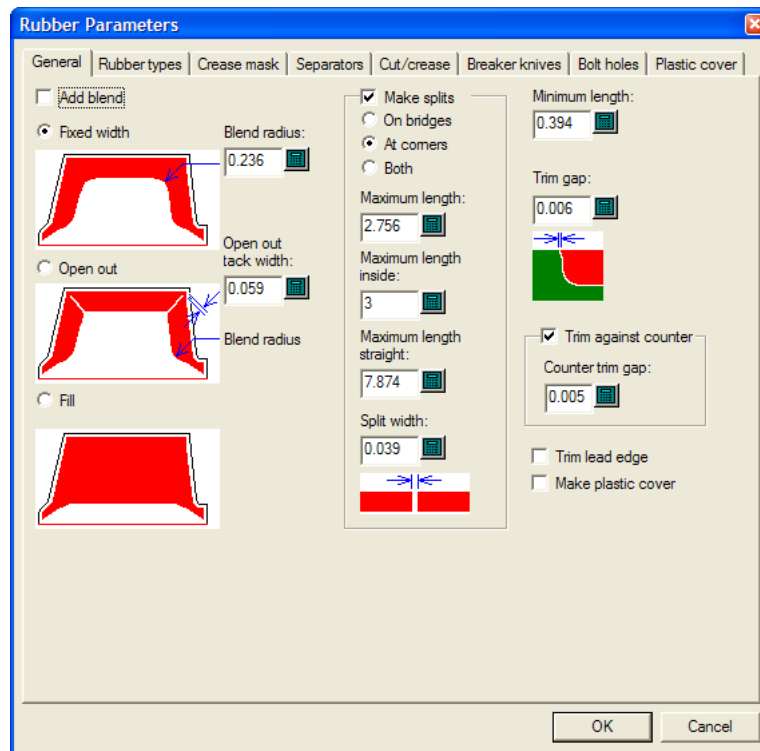 Rubber Parameters
General
Rubber types
Crease mask
Separators
Cut/crease
Breaker knives
Bolt holes
Plastic cover
Add blend
Fixed width
Blend radius:
0.236
Open out
Open out
tack width:
0.059
Blend radius
Fill
Make splits
On bridges
At corners
Both
Maximum length:
2.756
Maximum length
inside:
3
Maximum length
straight:
7.874
Split width:
0.039
Minimum length:
0.394
Trim gap:
0.006
Trim against counter
Counter trim gap:
0.005
Trim lead edge
Make plastic cover
OK
Cancel